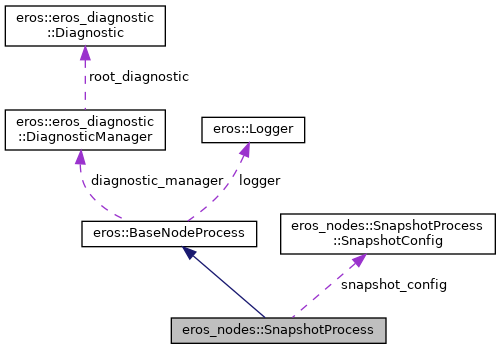 eros::eros_diagnostic
::Diagnostic
root_diagnostic
eros::eros_diagnostic
::DiagnosticManager
eros::Logger
diagnostic_manager
logger
eros::BaseNodeProcess
eros_nodes::SnapshotProcess
::SnapshotConfig
snapshot_config
eros_nodes::SnapshotProcess